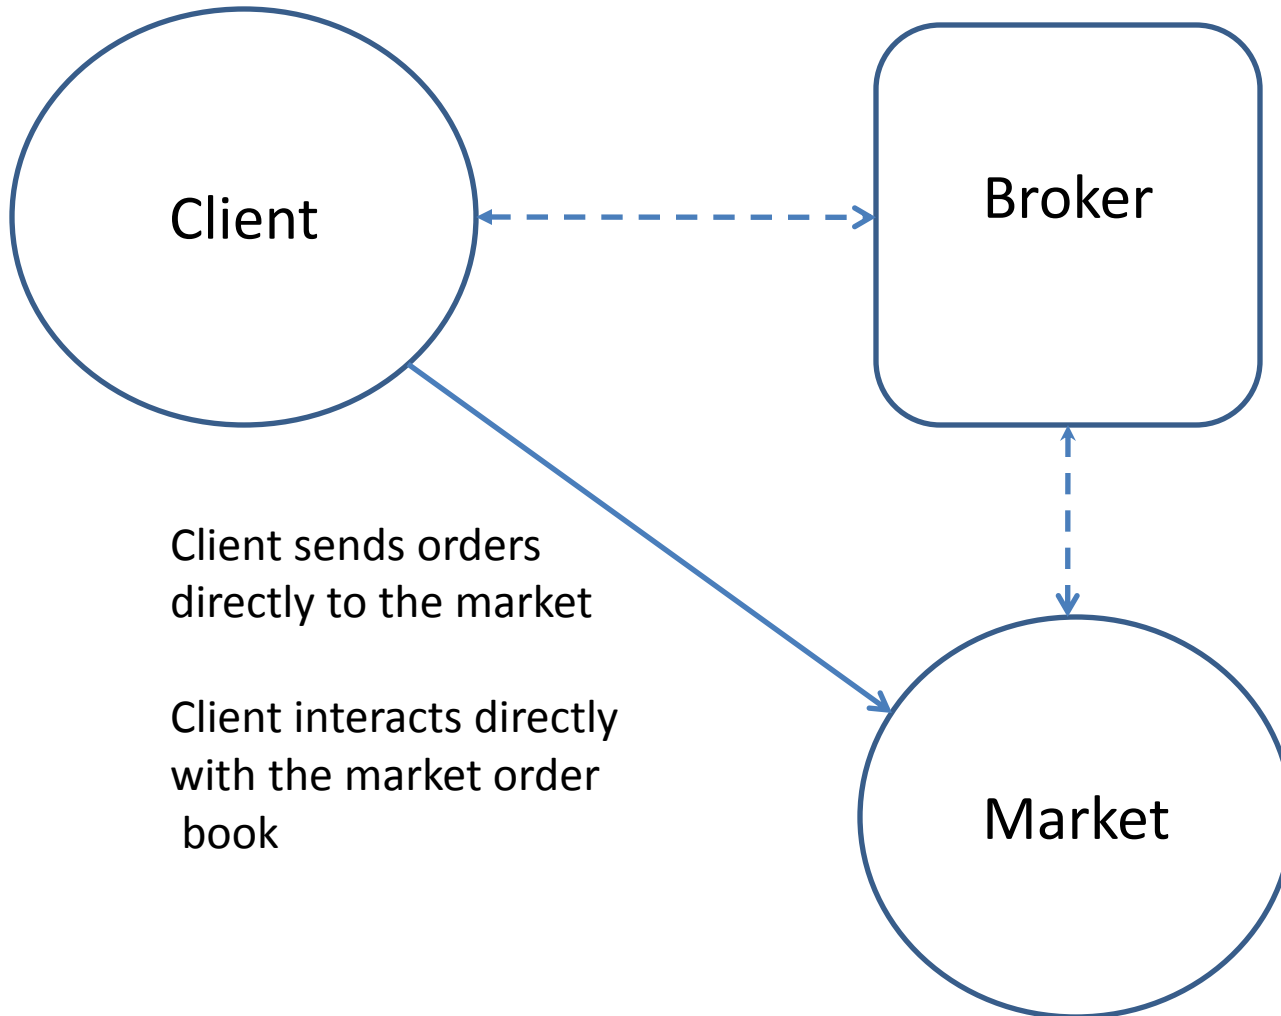 Client
Broker
Client sends orders
directly to the market
Client interacts directly
with the market order
book
Market